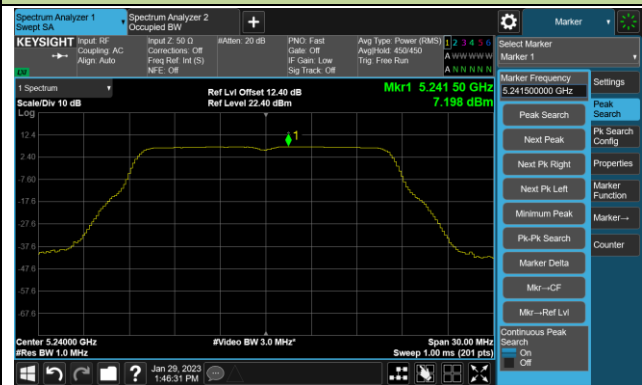 Spectrum Analyzer 1
Swept SA
Spectrum Analyzer 2
Occupied BW
+
Marker
KEYSIGHT
Input: RF
Coupling: AC
Align: Auto
Input Z: 50 Ω
Corrections: Off
Freq Ref: Int (S)
NFE: Off
#Atten: 20 dB
PNO: Fast
Gate: Off
IF Gain: Low
Sig Track: Off
Avg Type: Power (RMS)
Avg|Hold: 450/450
Trig: Free Run
1 2 3 4 5 6
A W W W W W
A N N N N N
LXI
Select Marker
Marker 1
1 Spectrum
Scale/Div 10 dB
Log
Ref Lvl Offset 12.40 dB
Ref Level 22.40 dBm
Mkr1 5.241 50 GHz
7.198 dBm
1
12.4
2.40
-7.60
-17.6
-27.6
-37.6
-47.6
-57.6
-67.6
Center 5.24000 GHz
#Res BW 1.0 MHz
#Video BW 3.0 MHz*
Span 30.00 MHz
Sweep 1.00 ms (201 pts)
Marker Frequency
5.241500000 GHz
Peak Search
Next Peak
Next Pk Right
Next Pk Left
Minimum Peak
Pk-Pk Search
Marker Delta
Mkr→CF
Mkr→Ref Lvl
Continuous Peak
Search
On
Off
Settings
Peak
Search
Pk Search
Config
Properties
Marker
Function
Marker→
Counter
?
Jan 29, 2023
1:46:31 PM